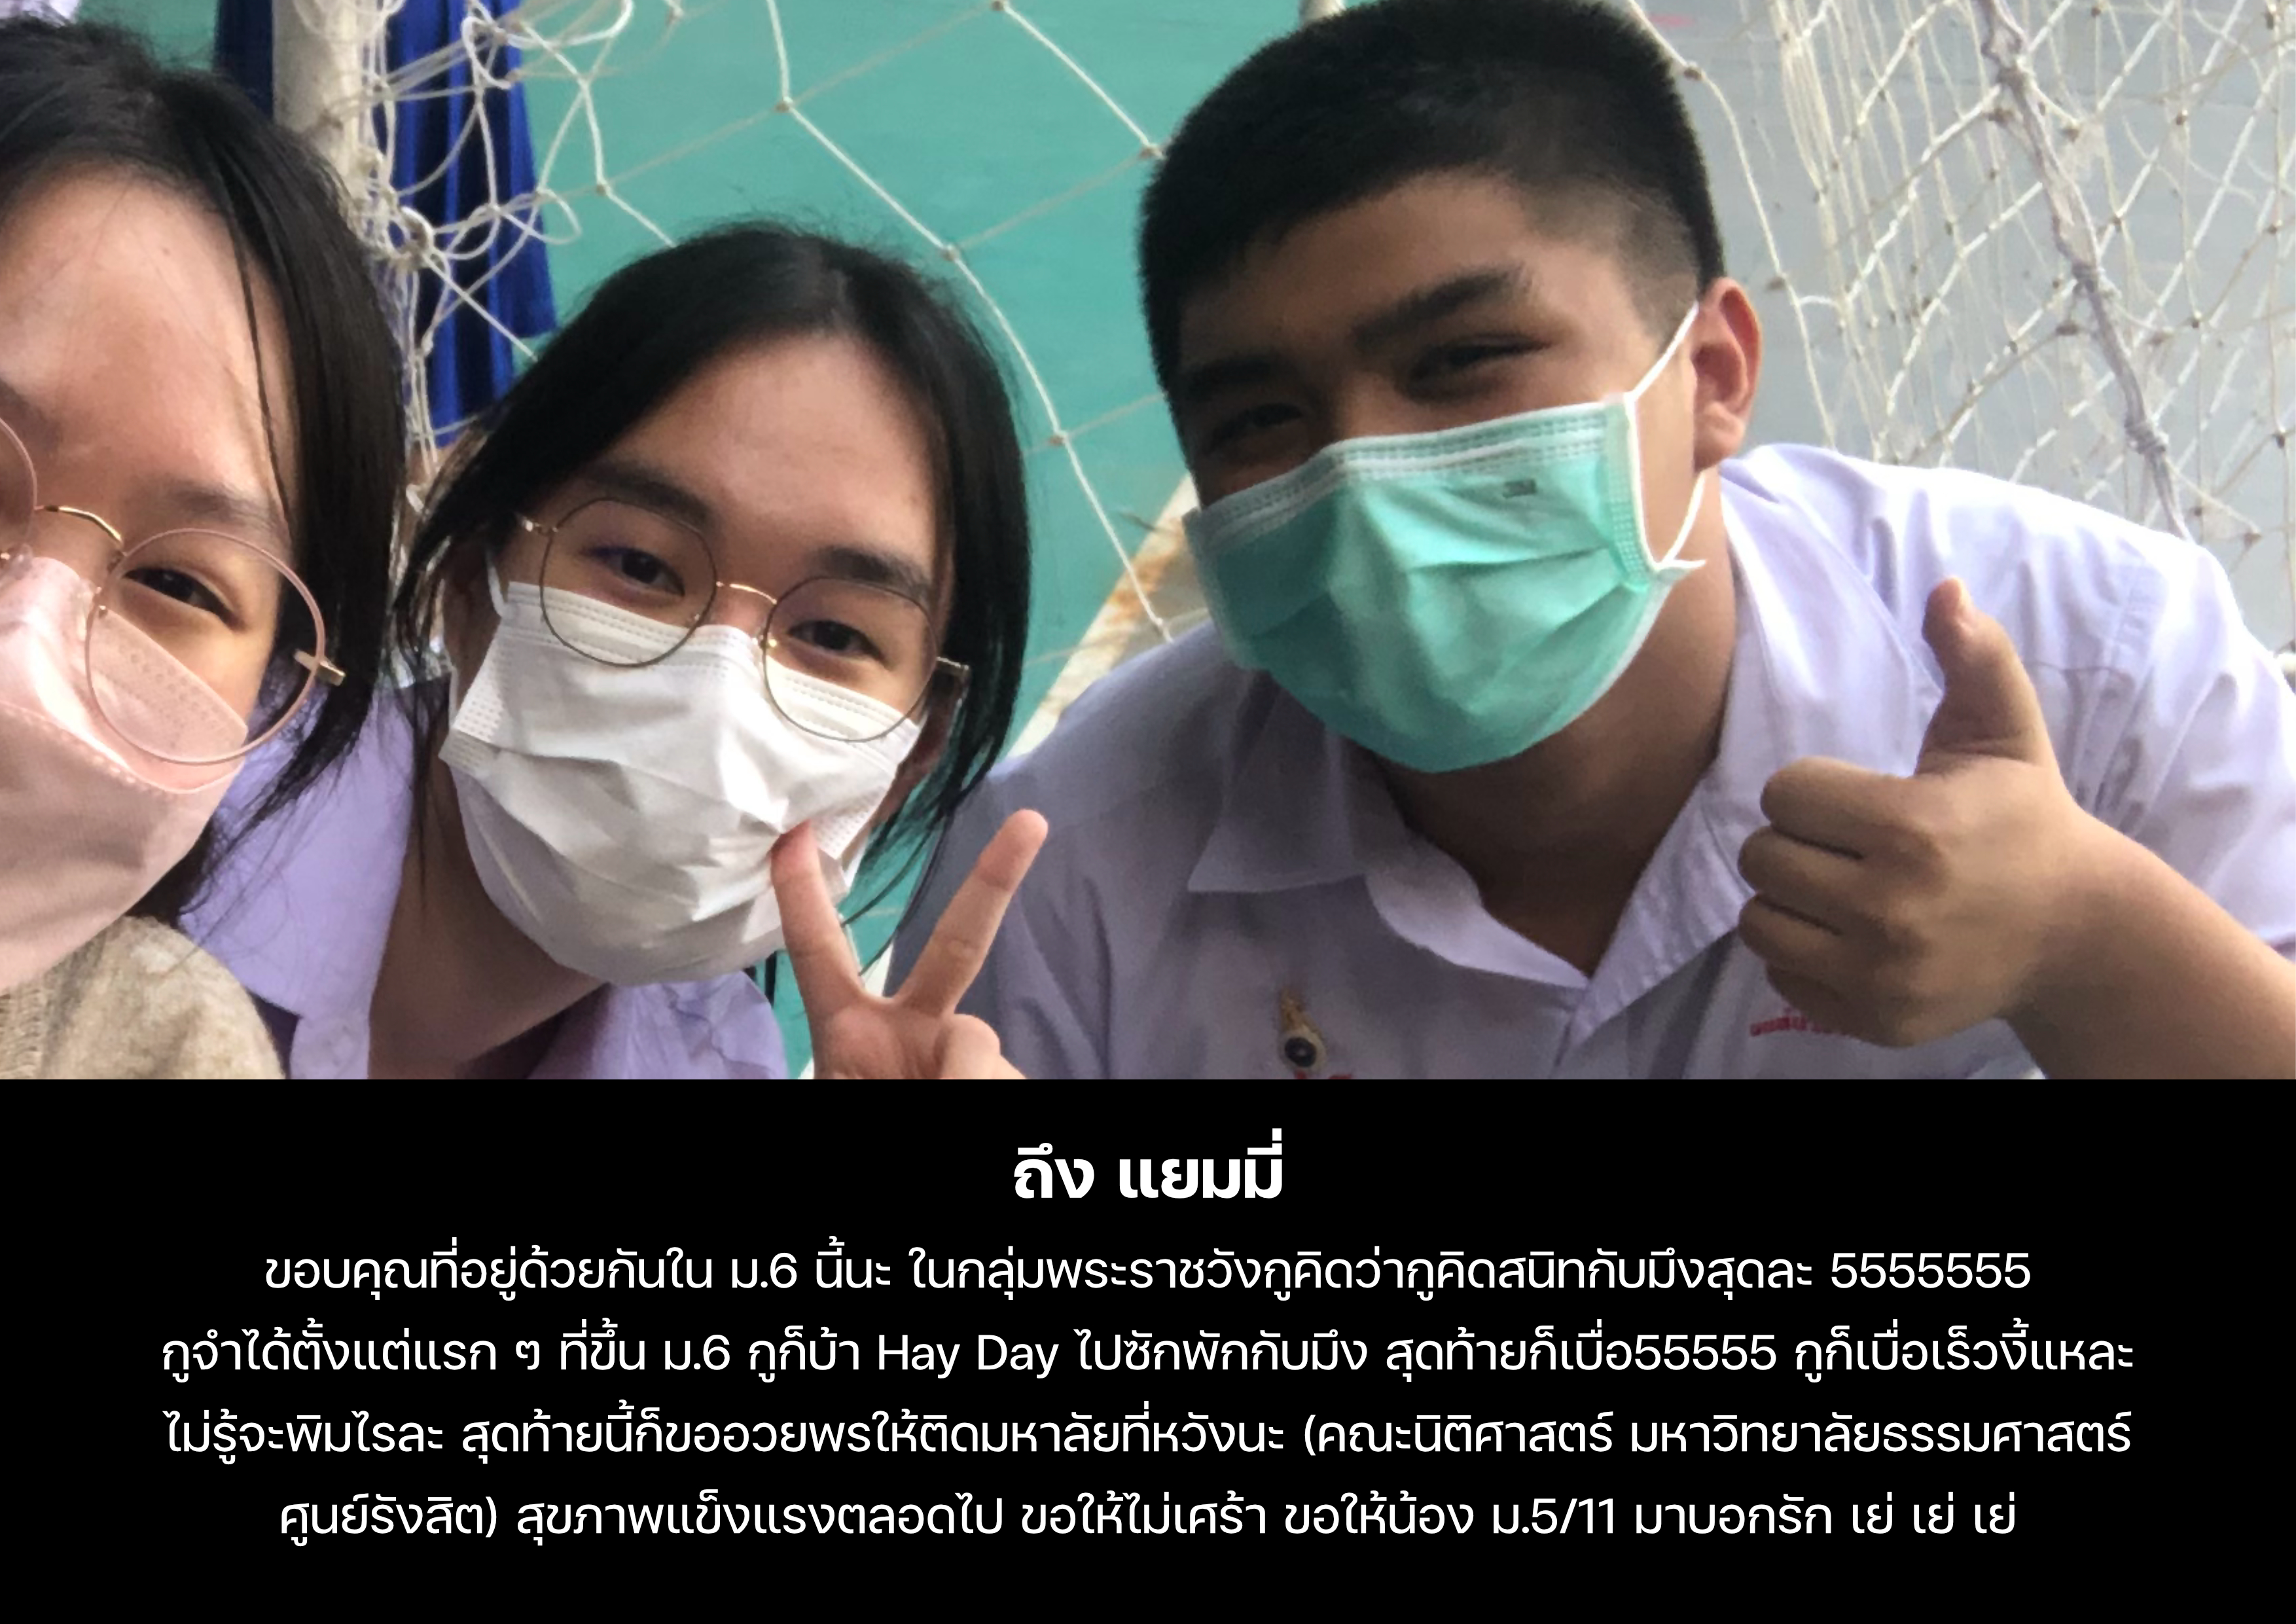 ถึง แยมมี่
ขอบคุณที่อยู่ด้วยกันใน ม.6 นี้นะ ในกลุ่มพระราชวังกูคิดว่ากูคิดสนิทกับมึงสุดละ 5555555
กูจำได้ตั้งแต่แรก ๆ ที่ขึ้น ม.6 กูก็บ้า Hay Day ไปซักพักกับมึง สุดท้ายก็เบื่อ55555 กูก็เบื่อเร็วงี้แหละ
ไม่รู้จะพิมไรละ สุดท้ายนี้ก็ขออวยพรให้ติดมหาลัยที่หวังนะ (คณะนิติศาสตร์ มหาวิทยาลัยธรรมศาสตร์
ศูนย์รังสิต) สุขภาพแข็งแรงตลอดไป ขอให้ไม่เศร้า ขอให้น้อง ม.5/11 มาบอกรัก เย่ เย่ เย่